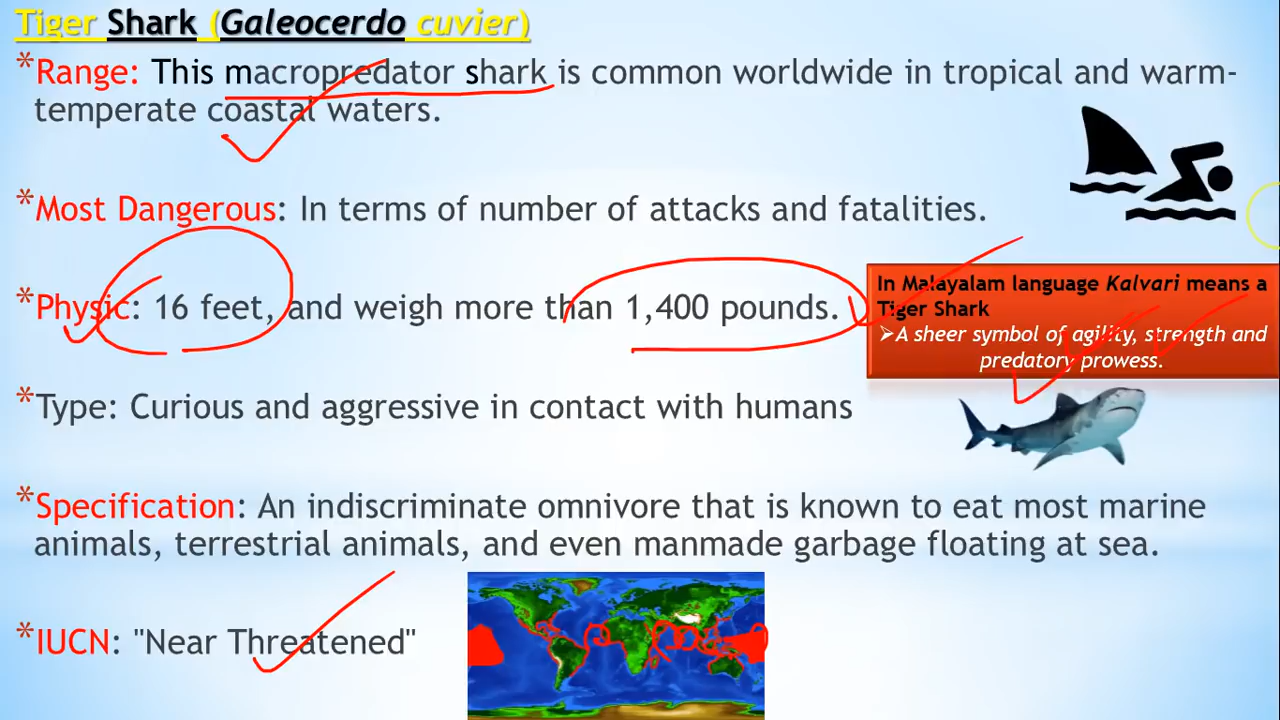 Tiger Shark (Galeocerdo cuvier)
*Range: This macropredator shark is common worldwide in tropical and warm-
temperate coastal waters.
*Most Dangerous: In terms of number of attacks and fatalities.
*Physic: 16 feet, and weigh more than 1,400 pounds.
In Malayalam language Kalvari means a
Tiger Shark
➢A sheer symbol of agility, strength and
predatory prowess.
*Type: Curious and aggressive in contact with humans
*Specification: An indiscriminate omnivore that is known to eat most marine
animals, terrestrial animals, and even manmade garbage floating at sea.
*IUCN: "Near Threatened"